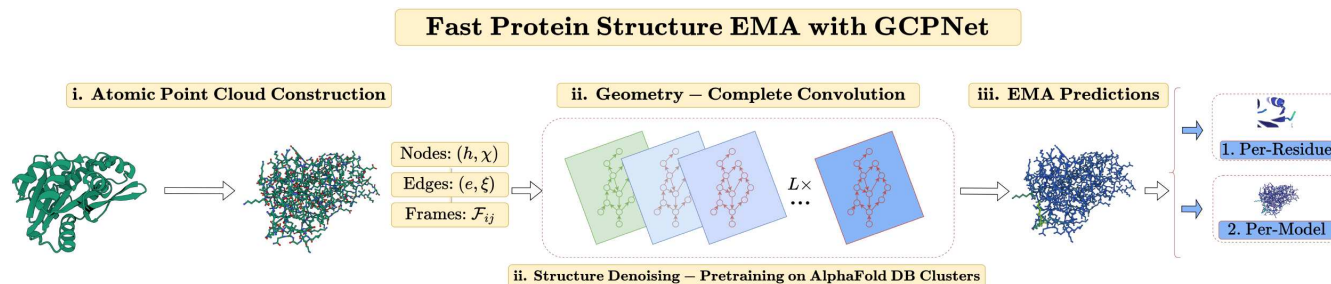 Fast Protein Structure EMA with GCPNet
i. Atomic Point Cloud Construction
ii. Geometry – Complete Convolution
iii. EMA Predictions
Nodes: (h, χ)
Edges: (e, ξ)
Frames: ℱᵢⱼ
L×
...
1. Per-Residue
2. Per-Model
ii. Structure Denoising – Pretraining on AlphaFold DB Clusters